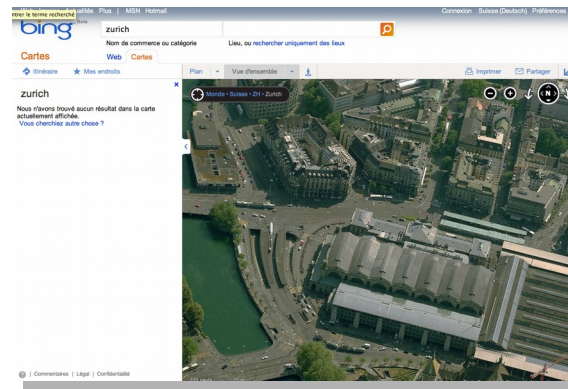 ntrer le terme recherché
alités Plus | MSN Hotmail
Connexion Suisse (Deutsch) Préférences
bing
Beta
zurich
Nom de commerce ou catégorie
Lieu, ou rechercher uniquement des lieux
Cartes
Web Cartes
Itinéraire Mes endroits
Plan Vue d'ensemble
Imprimer Partager
zurich
Monde • Suisse • ZH • Zurich
N
Nous n'avons trouvé aucun résultat dans la carte
actuellement affichée.
Vous cherchiez autre chose ?
| Commentaires | Légal | Confidentialité